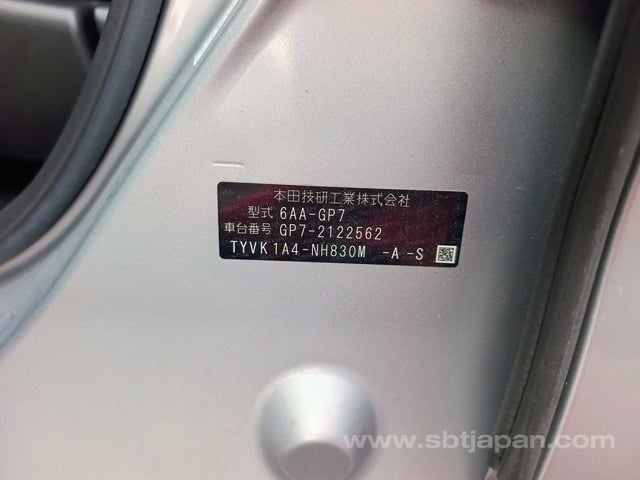 本田技研工業株式会社
型式 6AA-GP7
車台番号 GP7-2122562
TYVK1A4-NH830M -A -S
www.sbtjapan.com